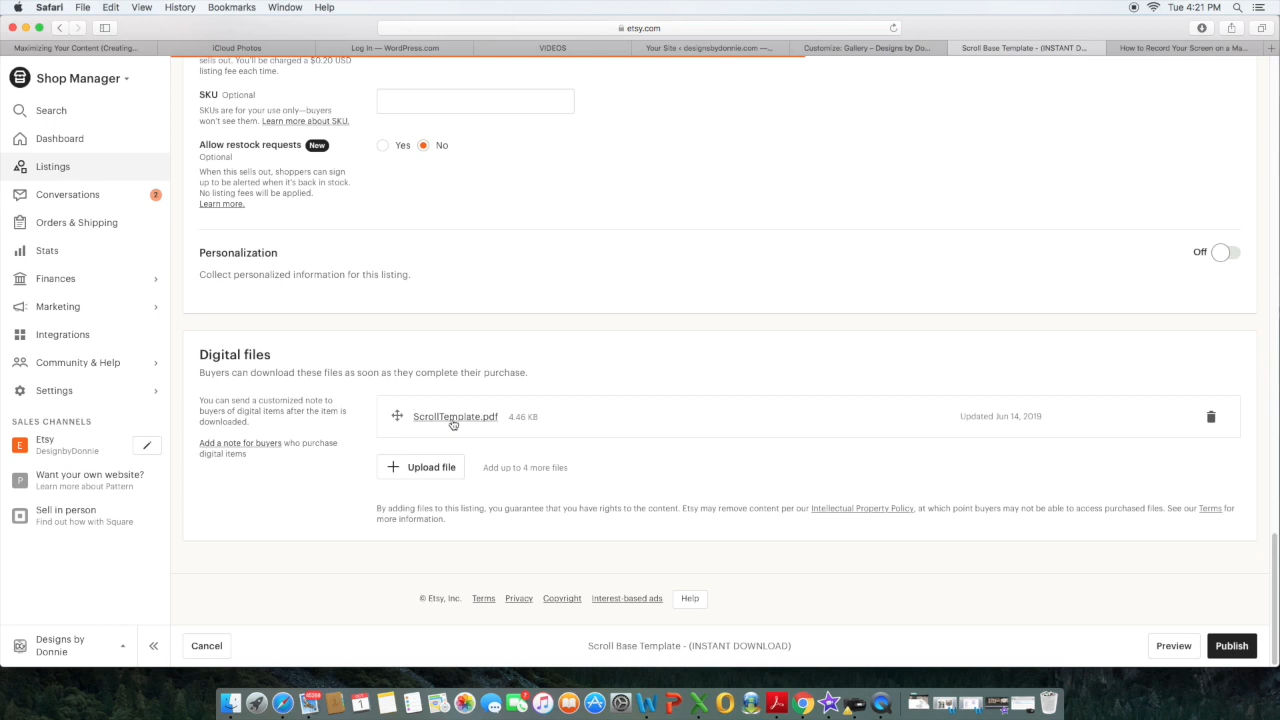 Safari File Edit View History Bookmarks Window Help Tue 4:21 PM
etsy.com
Maximizing Your Content (Creating... iCloud Photos Log In — WordPress.com VIDEOS Your Site ‹ designsbydonnie.com —... Customize: Gallery – Designs by Do... Scroll Base Template - (INSTANT D... How to Record Your Screen on a Ma...
Shop Manager
Search
Dashboard
Listings
Conversations 2
Orders & Shipping
Stats
Finances
Marketing
Integrations
Community & Help
Settings
SALES CHANNELS
E Etsy
DesignbyDonnie
P Want your own website?
Learn more about Pattern
Sell in person
Find out how with Square
Designs by
Donnie
sells out. You'll be charged a $0.20 USD
listing fee each time.
SKU Optional
SKUs are for your use only—buyers
won't see them. Learn more about SKU.
Allow restock requests New
Optional
Yes No
When this sells out, shoppers can sign
up to be alerted when it's back in stock.
No listing fees will be applied.
Learn more.
Personalization
Off
Collect personalized information for this listing.
Digital files
Buyers can download these files as soon as they complete their purchase.
You can send a customized note to
buyers of digital items after the item is
downloaded.
Add a note for buyers who purchase
digital items
ScrollTemplate.pdf 4.46 KB Updated Jun 14, 2019
Upload file Add up to 4 more files
By adding files to this listing, you guarantee that you have rights to the content. Etsy may remove content per our Intellectual Property Policy, at which point buyers may not be able to access purchased files. See our Terms for
more information.
© Etsy, Inc. Terms Privacy Copyright Interest-based ads Help
Cancel Scroll Base Template - (INSTANT DOWNLOAD) Preview Publish